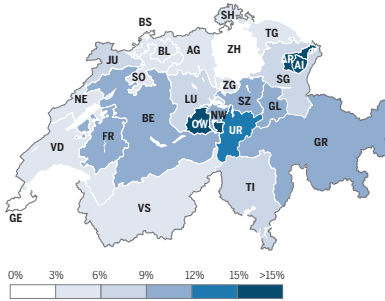 SH
BS
TG
BL
AG
ZH
JU
AR
AI
SO
SG
ZG
NE
LU
SZ
NW
GL
BE
OW
UR
FR
VD
GR
TI
VS
GE
0% 3% 6% 9% 12% 15% >15%